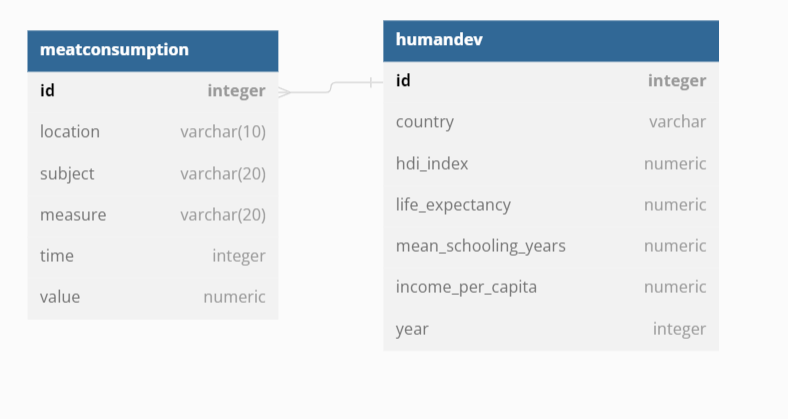 meatconsumption
id integer
location varchar(10)
subject varchar(20)
measure varchar(20)
time integer
value numeric
humandev
id integer
country varchar
hdi_index numeric
life_expectancy numeric
mean_schooling_years numeric
income_per_capita numeric
year integer